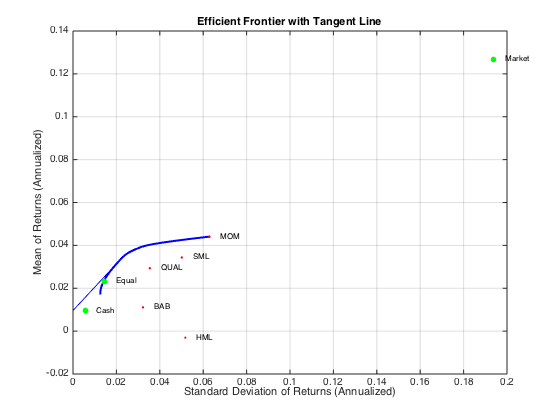 Efficient Frontier with Tangent Line
Mean of Returns (Annualized)
0.14
0.12
0.1
0.08
0.06
0.04
0.02
0
-0.02
Market
MOM
SML
QUAL
Equal
BAB
Cash
HML
0 0.02 0.04 0.06 0.08 0.1 0.12 0.14 0.16 0.18 0.2
Standard Deviation of Returns (Annualized)